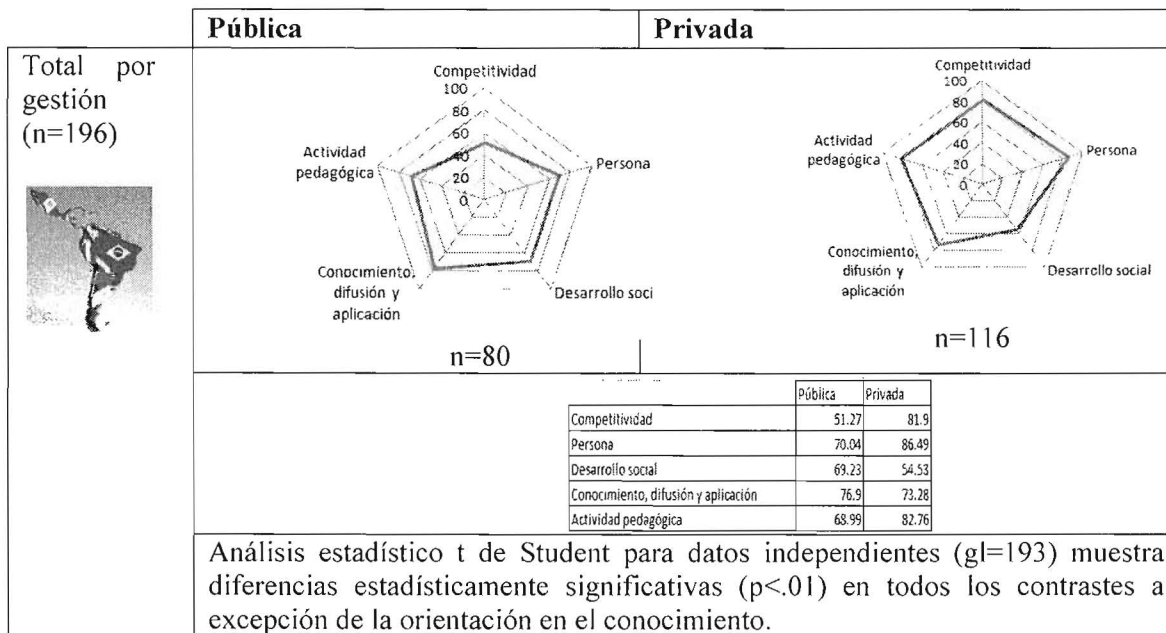 Pública Privada
Total por
gestión
(n=196)
Competitividad
100
80
60
40
20
0
Persona
Desarrollo soci
Conocimiento,
difusión y
aplicación
Actividad
pedagógica
n=80
Competitividad
100
80
60
40
20
0
Persona
Desarrollo social
Conocimiento,
difusión y
aplicación
Actividad
pedagógica
n=116
Pública Privada
Competitividad 51.27 81.9
Persona 70.04 86.49
Desarrollo social 69.23 54.53
Conocimiento, difusión y aplicación 76.9 73.28
Actividad pedagógica 68.99 82.76
Análisis estadístico t de Student para datos independientes (gl=193) muestra
diferencias estadísticamente significativas (p<.01) en todos los contrastes a
excepción de la orientación en el conocimiento.